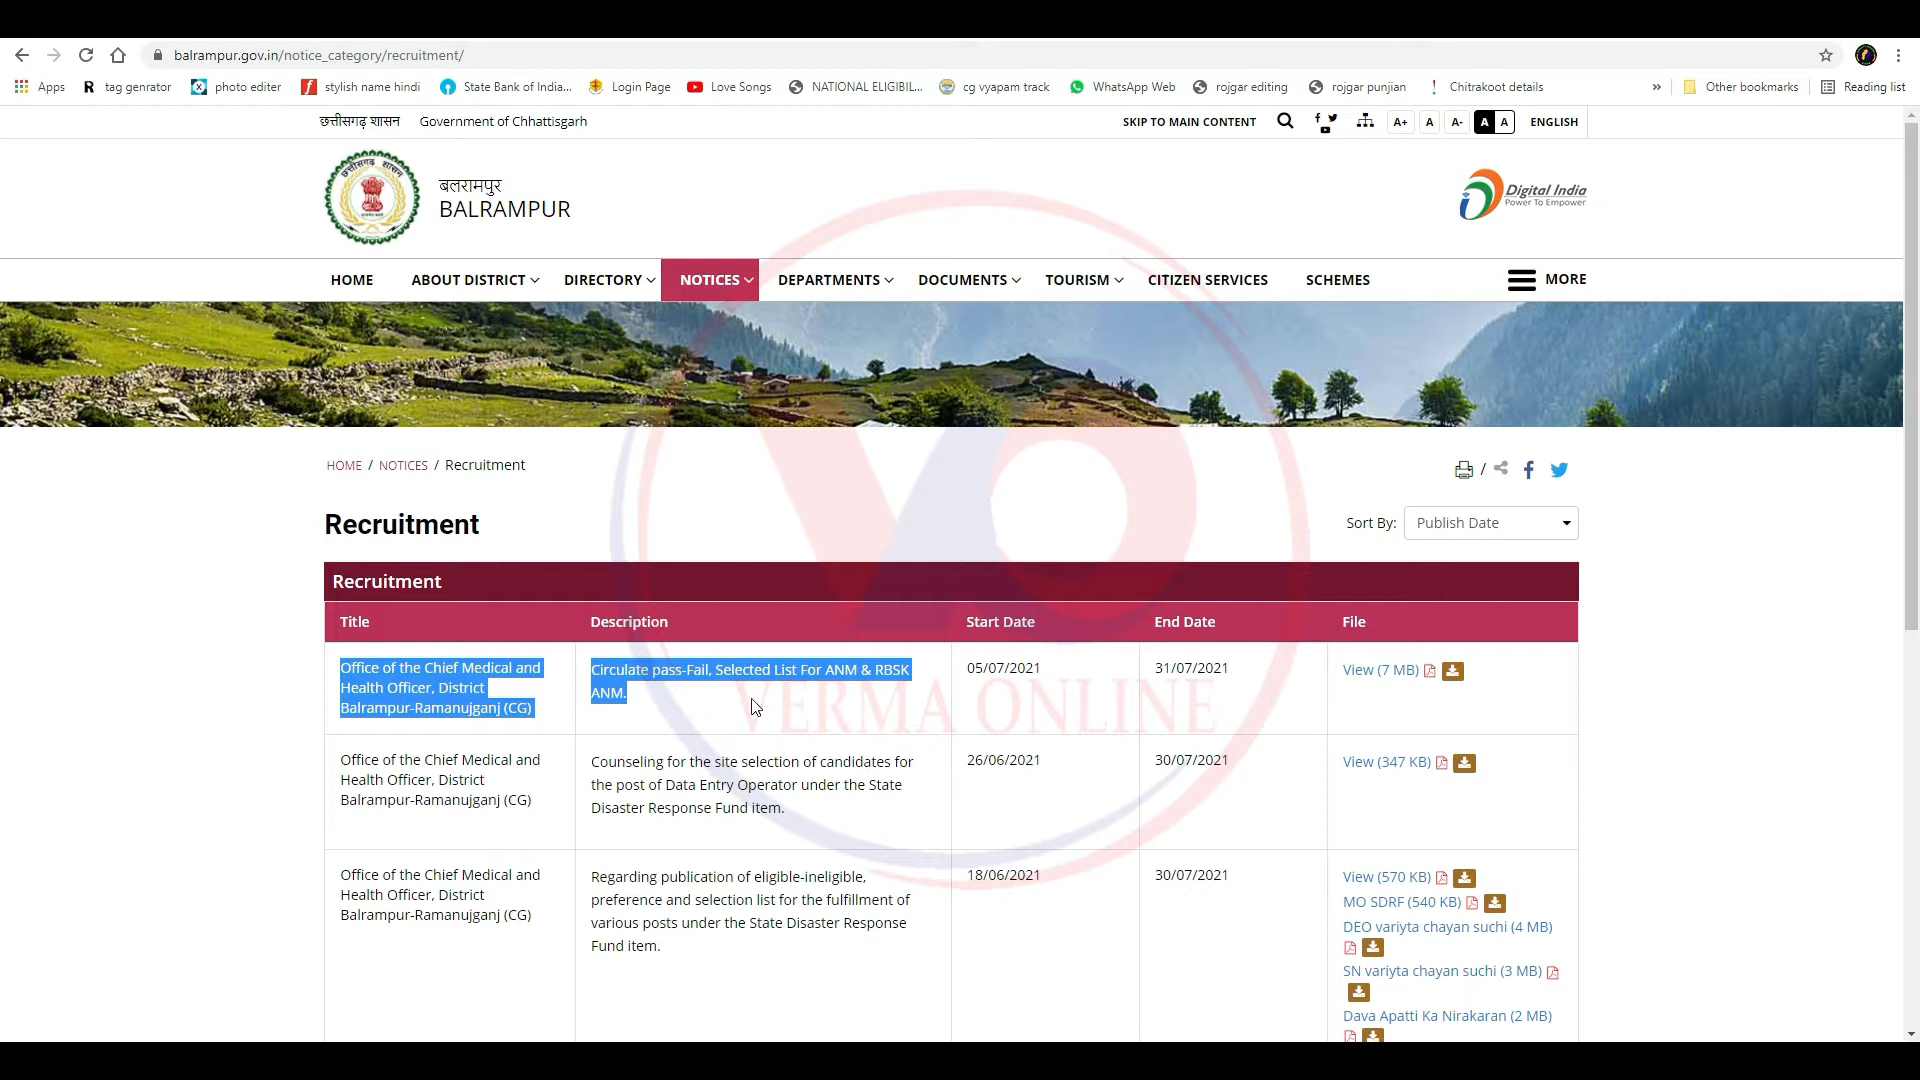 balrampur.gov.in/notice_category/recruitment/
Apps
tag genrator
photo editer
stylish name hindi
State Bank of India...
Login Page
Love Songs
NATIONAL ELIGIBIL...
cg vyapam track
WhatsApp Web
rojgar editing
rojgar punjian
Chitrakoot details
»
Other bookmarks
Reading list
छत्तीसगढ़ शासन
Government of Chhattisgarh
SKIP TO MAIN CONTENT
A+
A
A-
A A
ENGLISH
बलरामपुर
BALRAMPUR
Digital India
Power To Empower
HOME
ABOUT DISTRICT
DIRECTORY
NOTICES
DEPARTMENTS
DOCUMENTS
TOURISM
CITIZEN SERVICES
SCHEMES
MORE
HOME / NOTICES / Recruitment
/
Recruitment
Sort By:
Publish Date
Recruitment
Title
Description
Start Date
End Date
File
Office of the Chief Medical and
Health Officer, District
Balrampur-Ramanujganj (CG)
Circulate pass-Fail, Selected List For ANM & RBSK
ANM.
05/07/2021
31/07/2021
View (7 MB)
VERMA ONLINE
Office of the Chief Medical and
Health Officer, District
Balrampur-Ramanujganj (CG)
Counseling for the site selection of candidates for
the post of Data Entry Operator under the State
Disaster Response Fund item.
26/06/2021
30/07/2021
View (347 KB)
Office of the Chief Medical and
Health Officer, District
Balrampur-Ramanujganj (CG)
Regarding publication of eligible-ineligible,
preference and selection list for the fulfillment of
various posts under the State Disaster Response
Fund item.
18/06/2021
30/07/2021
View (570 KB)
MO SDRF (540 KB)
DEO variyta chayan suchi (4 MB)
SN variyta chayan suchi (3 MB)
Dava Apatti Ka Nirakaran (2 MB)